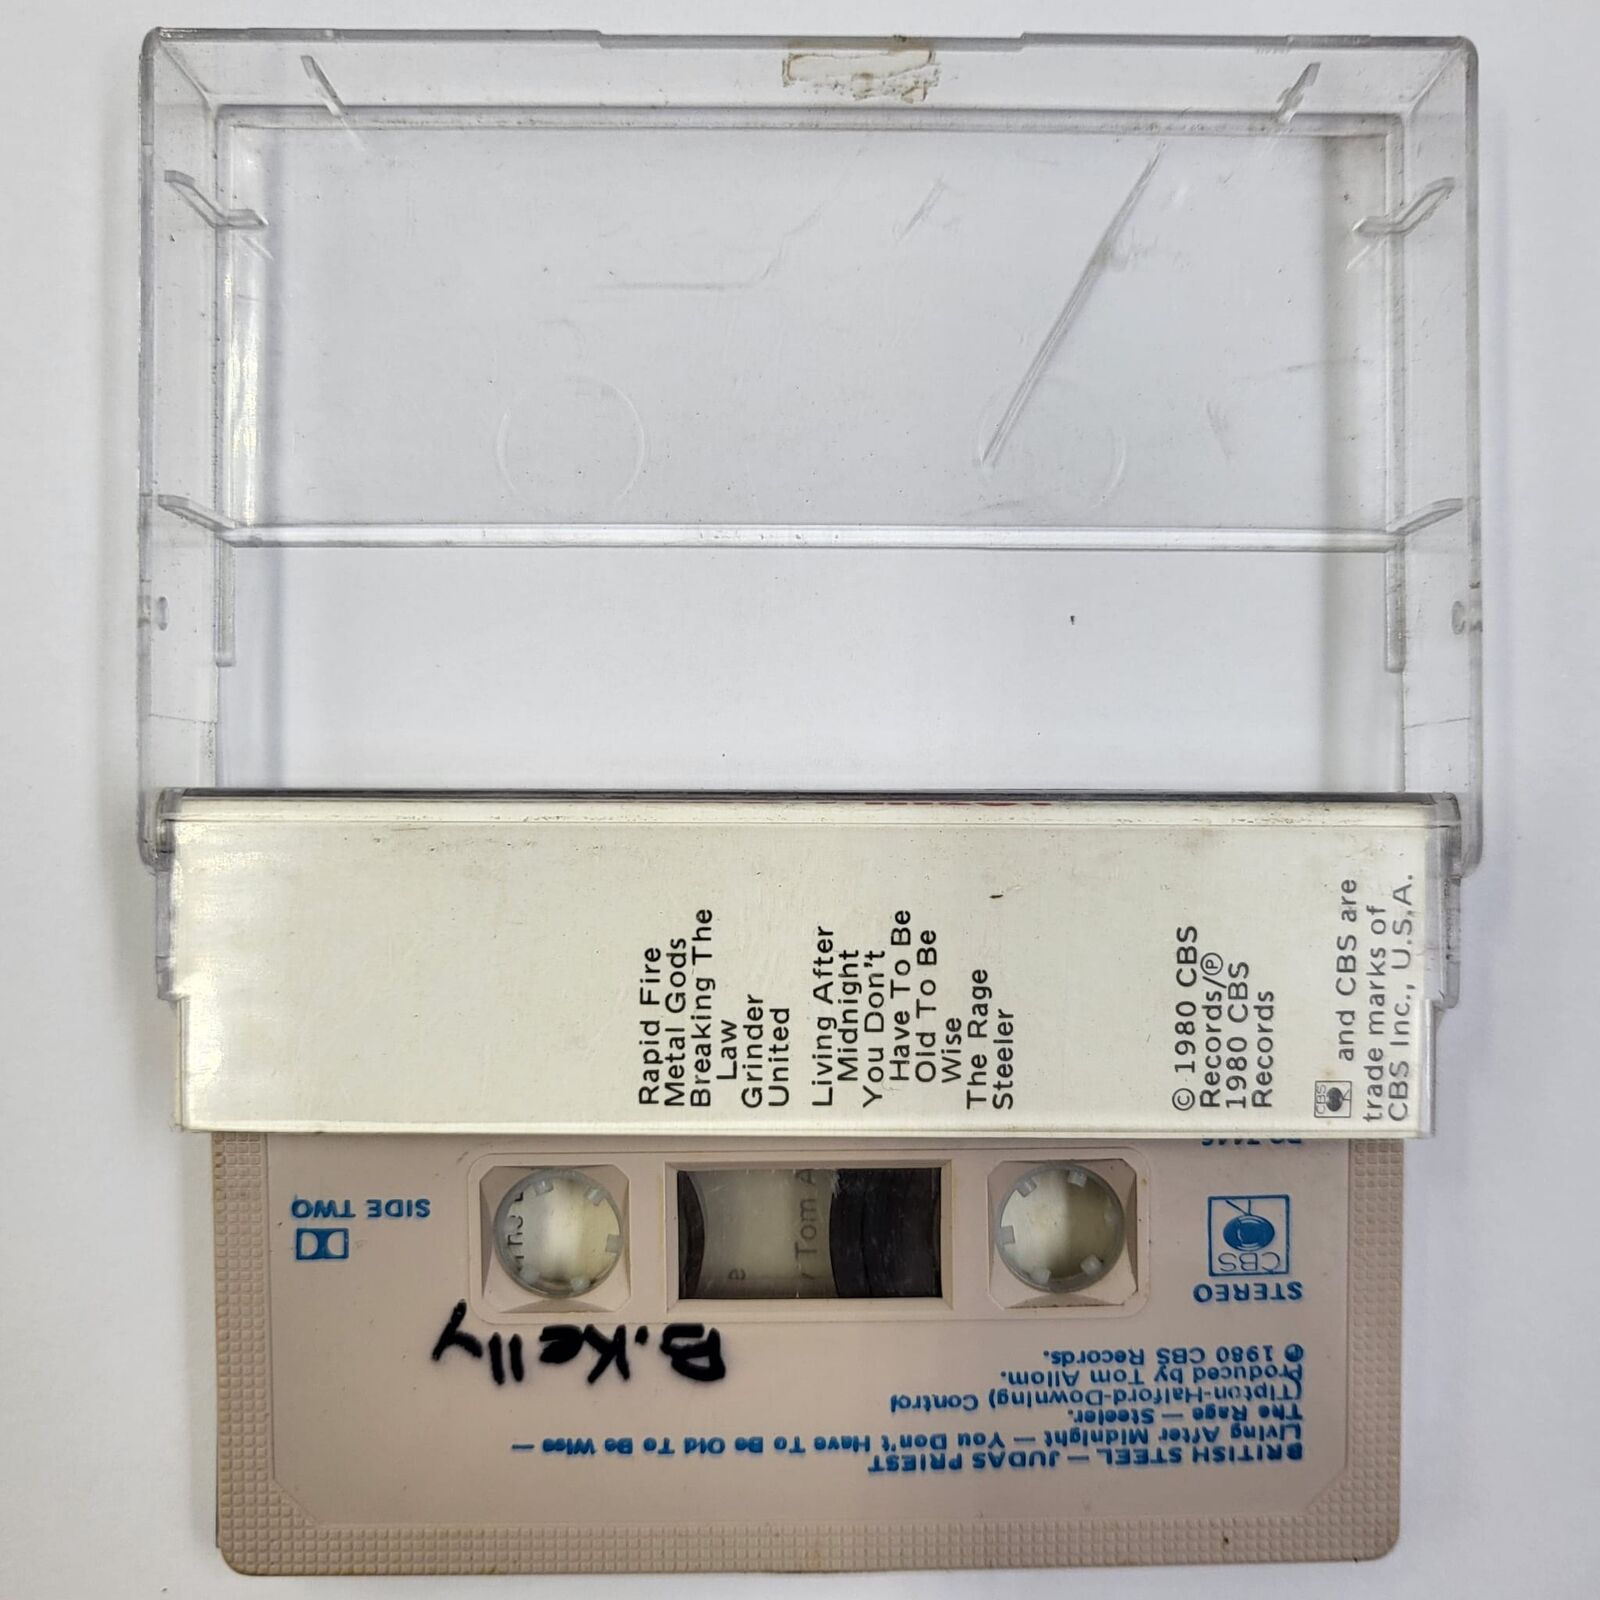 Rapid Fire
Metal Gods
Breaking The
Law
Grinder
United
Living After
Midnight
You Don't
Have To Be
Old To Be
Wise
The Rage
Steeler
© 1980 CBS
Records/℗
1980 CBS
Records
CBS and CBS are
trade marks of
CBS Inc., U.S.A.
BRITISH STEEL — JUDAS PRIEST
Living After Midnight — You Don't Have To Be Old To Be Wise —
The Rage — Steeler.
(Tipton-Halford-Downing) Control
Produced by Tom Allom.
℗ 1980 CBS Records.
B.Kelly
STEREO
CBS
SIDE TWO
Tom A